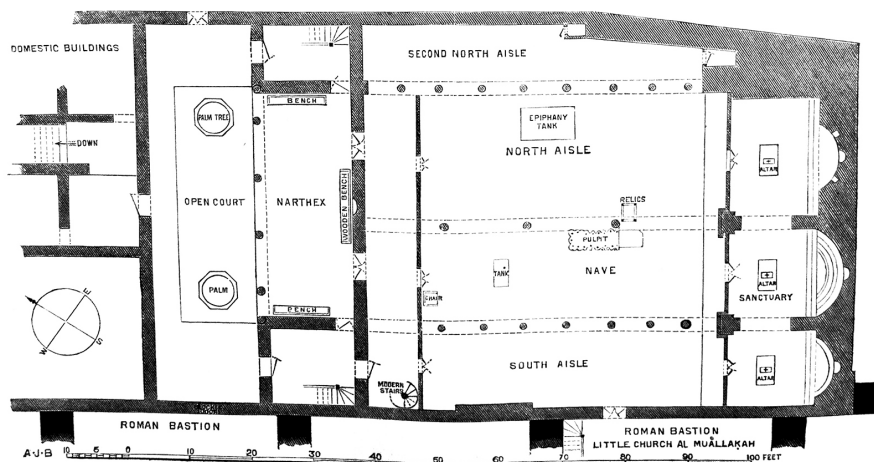 DOMESTIC BUILDINGS
SECOND NORTH AISLE
BENCH
PALM TREE
EPIPHANY
TANK
DOWN
NORTH AISLE
ALTAR
OPEN COURT
NARTHEX
WOODEN BENCH
RELICS
PULPIT
TANK
NAVE
ALTAR
PALM
CHAIR
SANCTUARY
BENCH
E
W
S
SOUTH AISLE
ALTAR
MODERN
STAIRS
ROMAN BASTION
ROMAN BASTION
LITTLE CHURCH AL MUÅLLAḲAH
A·J·B 10 5 0 10 20 30 40 50 60 70 80 90 100 FEET